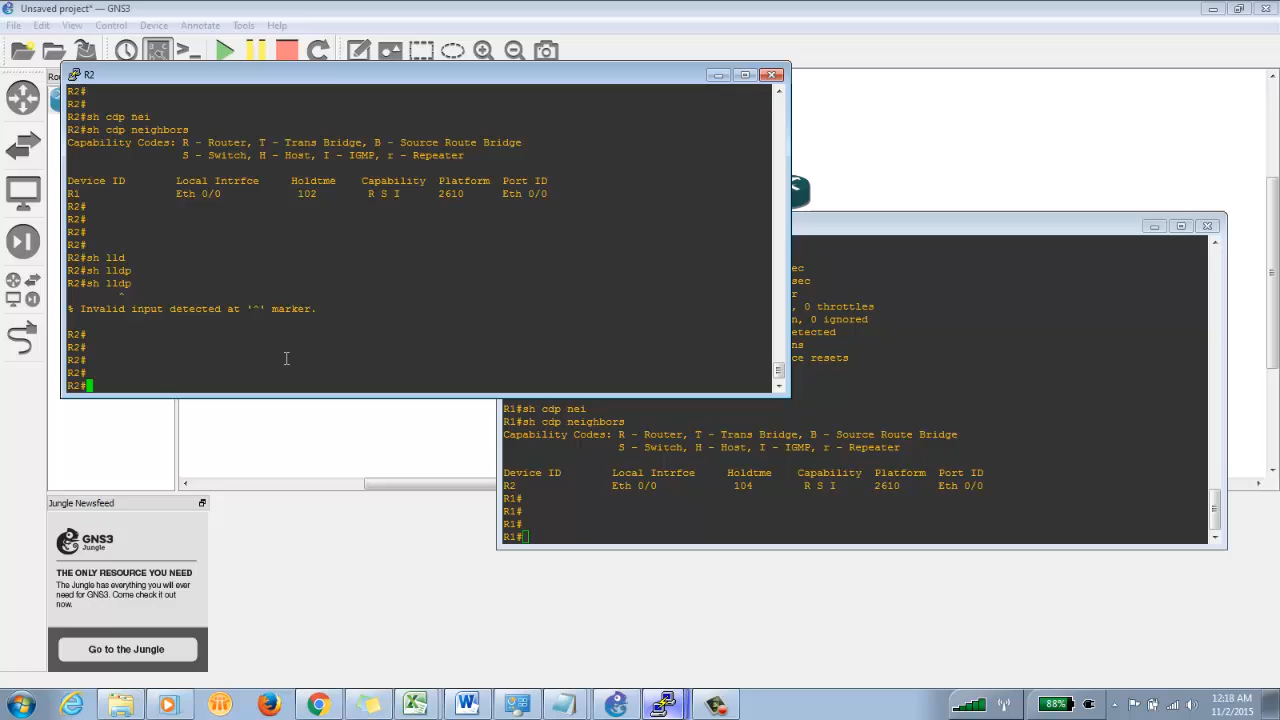 Unsaved project* — GNS3
File Edit View Control Device Annotate Tools Help
R2
R2#
R2#
R2#sh cdp nei
R2#sh cdp neighbors
Capability Codes: R - Router, T - Trans Bridge, B - Source Route Bridge
S - Switch, H - Host, I - IGMP, r - Repeater
Device ID Local Intrfce Holdtme Capability Platform Port ID
R1 Eth 0/0 102 R S I 2610 Eth 0/0
R2#
R2#
R2#
R2#
R2#sh lld
R2#sh lldp
R2#sh lldp
^
% Invalid input detected at '^' marker.
R2#
R2#
R2#
R2#
R2#
, 0 throttles
n, 0 ignored
etected
ns
ce resets
R1#sh cdp nei
R1#sh cdp neighbors
Capability Codes: R - Router, T - Trans Bridge, B - Source Route Bridge
S - Switch, H - Host, I - IGMP, r - Repeater
Device ID Local Intrfce Holdtme Capability Platform Port ID
R2 Eth 0/0 104 R S I 2610 Eth 0/0
R1#
R1#
R1#
R1#
Jungle Newsfeed
GNS3
Jungle
THE ONLY RESOURCE YOU NEED
The Jungle has everything you will ever
need for GNS3. Come check it out
now.
Go to the Jungle
88%
12:18 AM
11/2/2015